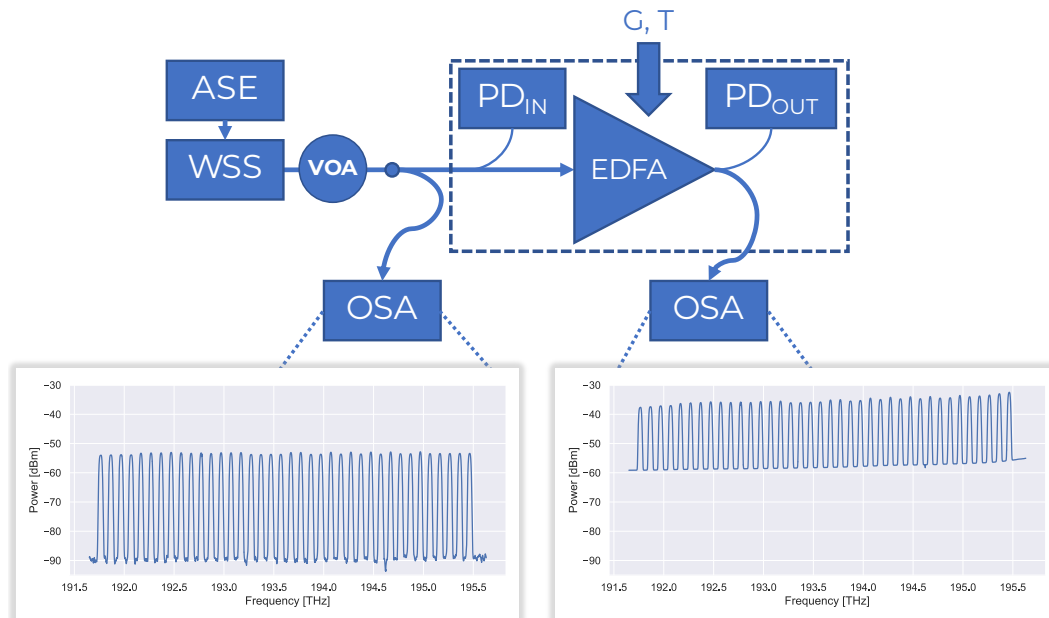 G, T
ASE
PD_IN
PD_OUT
WSS
VOA
EDFA
OSA
OSA
−30
−40
−50
−60
−70
−80
−90
Power [dBm]
191.5 192.0 192.5 193.0 193.5 194.0 194.5 195.0 195.5
Frequency [THz]
−30
−40
−50
−60
−70
−80
−90
Power [dBm]
191.5 192.0 192.5 193.0 193.5 194.0 194.5 195.0 195.5
Frequency [THz]